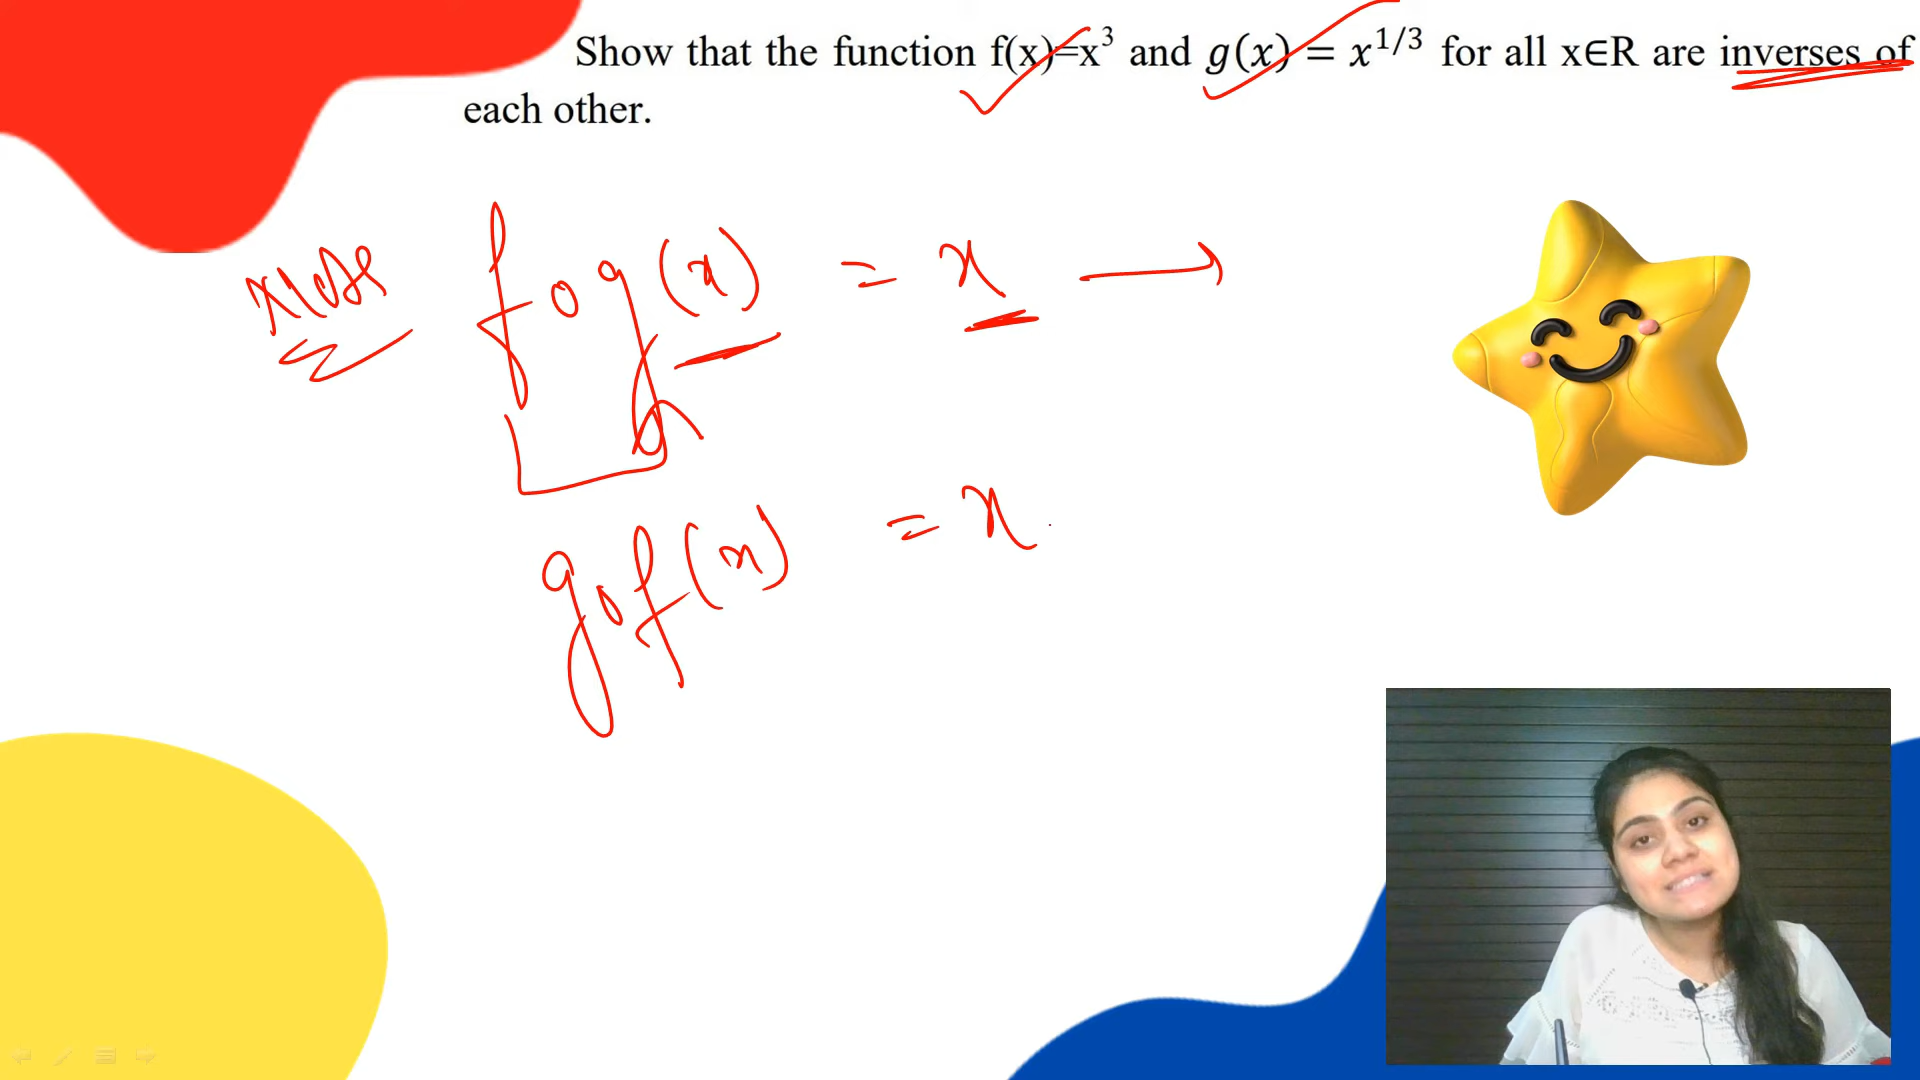 Show that the function f(x)=x³ and g(x) = x^{1/3} for all x∈R are inverses of
each other.
fog(x) = x →
gof(x) = x